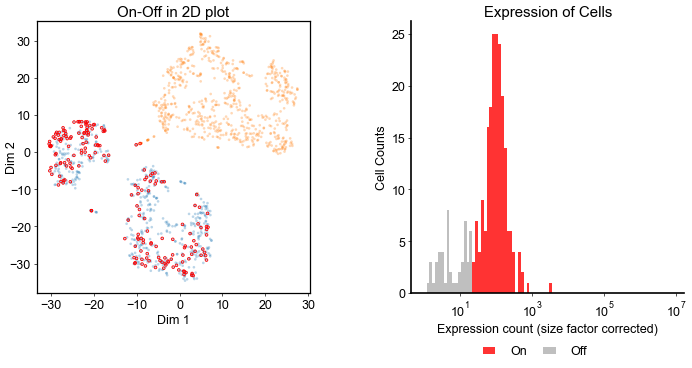 On-Off in 2D plot
Dim 2
30
20
10
0
−10
−20
−30
−30 −20 −10 0 10 20 30
Dim 1
Expression of Cells
Cell Counts
25
20
15
10
5
0
10^1 10^3 10^5 10^7
Expression count (size factor corrected)
On Off